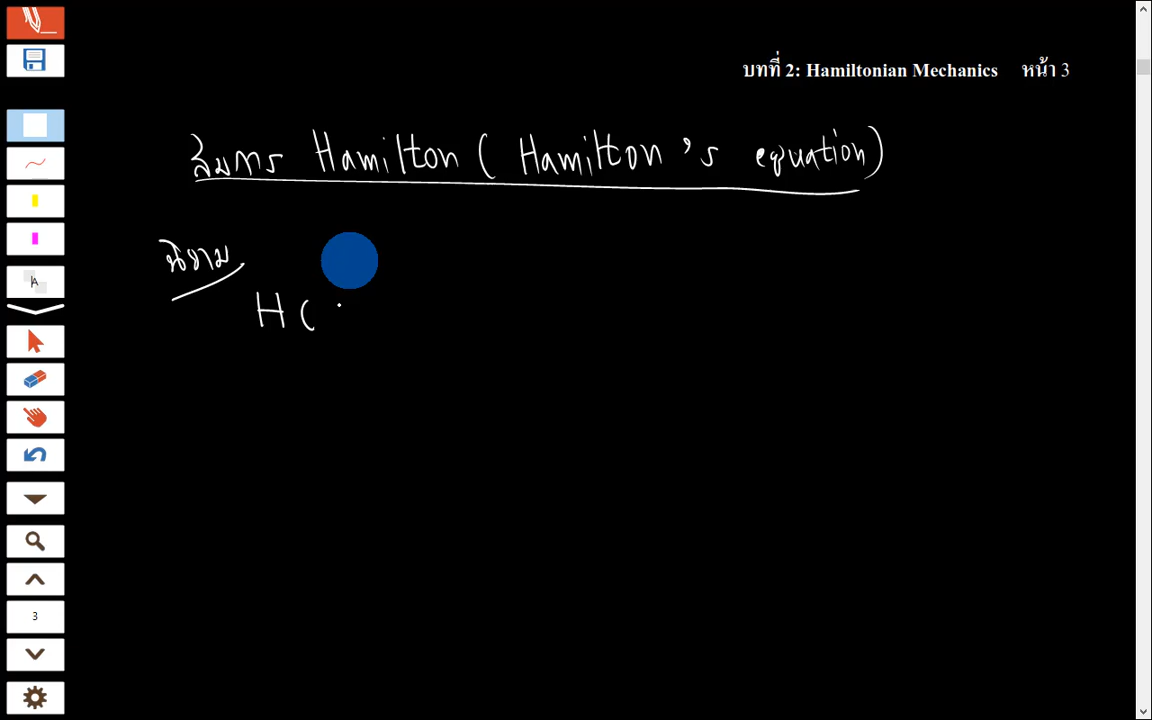 บทที่ 2: Hamiltonian Mechanics หน้า 3
สมการ Hamilton ( Hamilton's equation )
นิยาม
H (
3